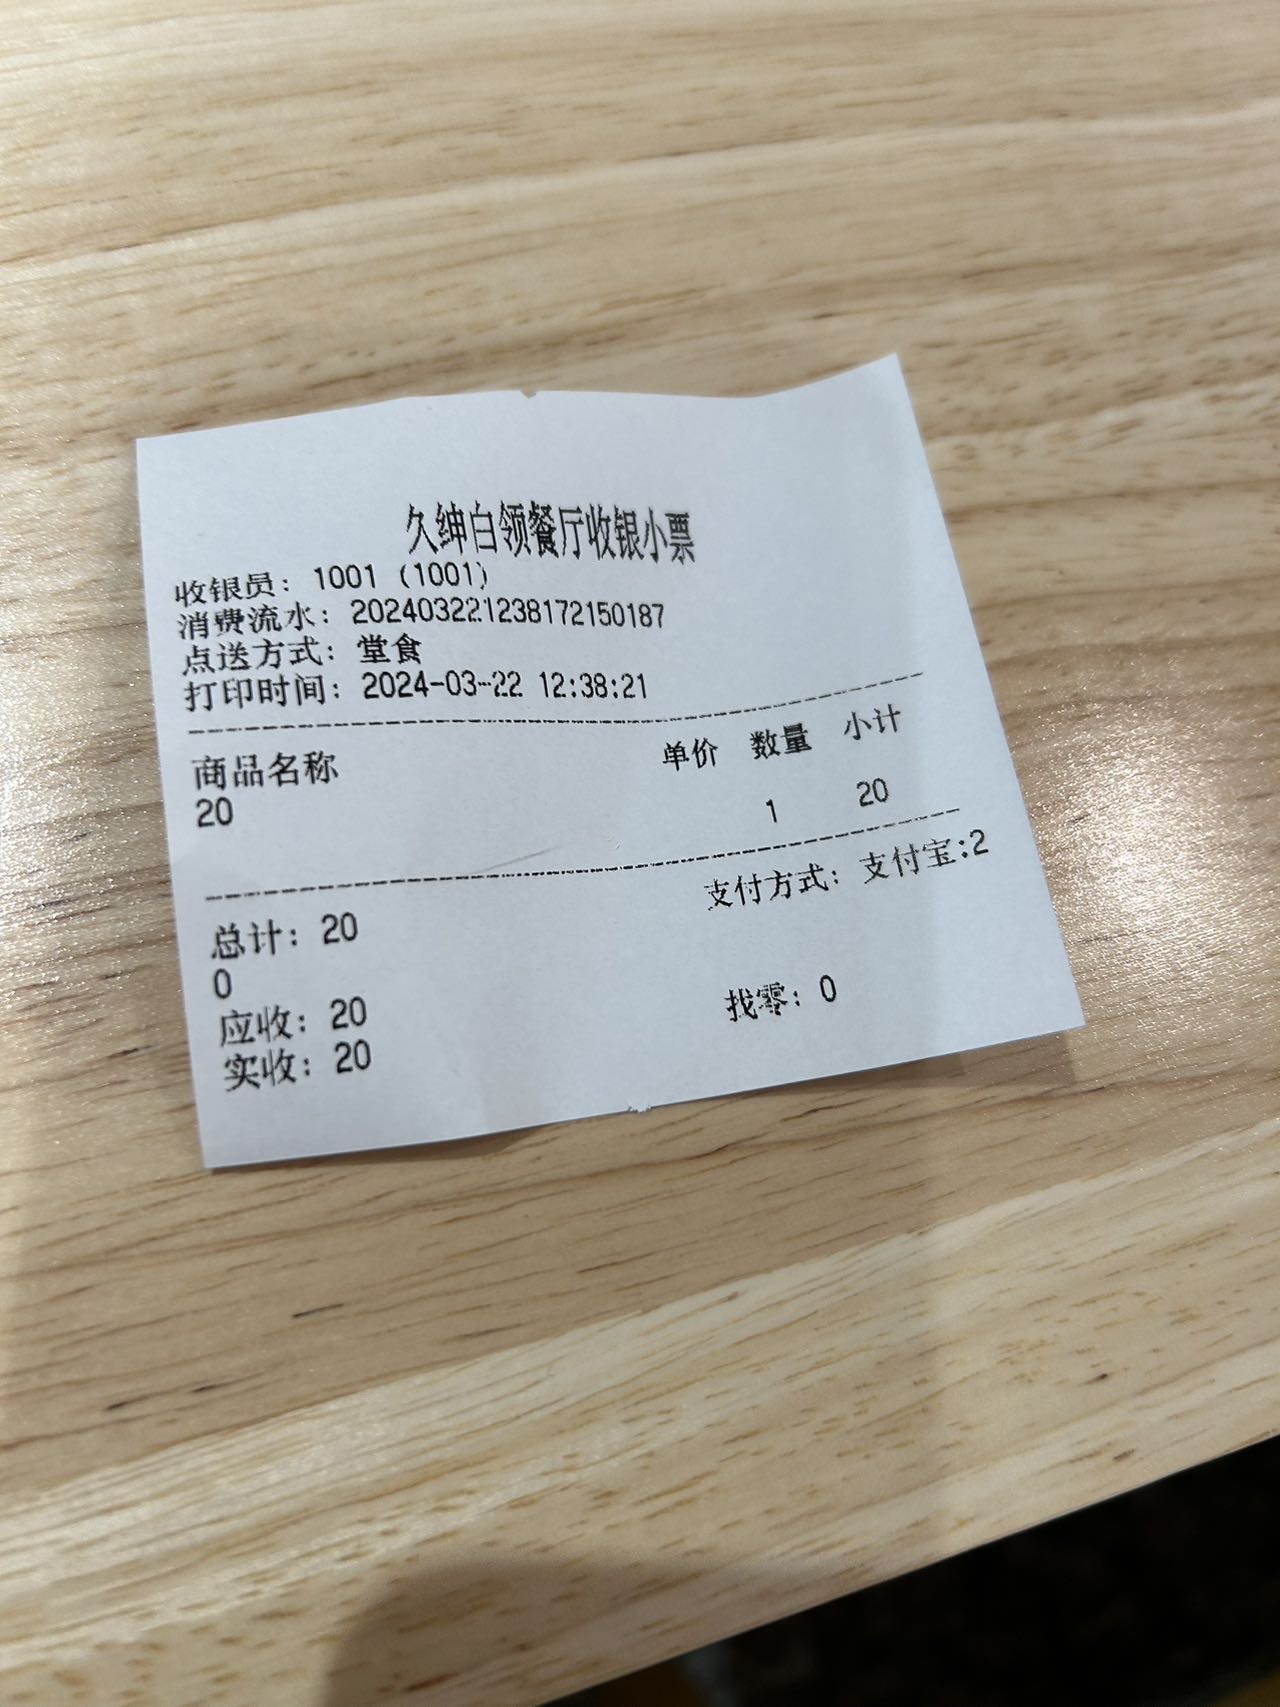 久绅白领餐厅收银小票
收银员：1001（1001）
消费流水：20240322123817215​0187
点送方式：堂食
打印时间：2024-03-22 12:38:21
商品名称 单价 数量 小计
20 1 20
总计：20 支付方式：支付宝:2
0
应收：20 找零：0
实收：20